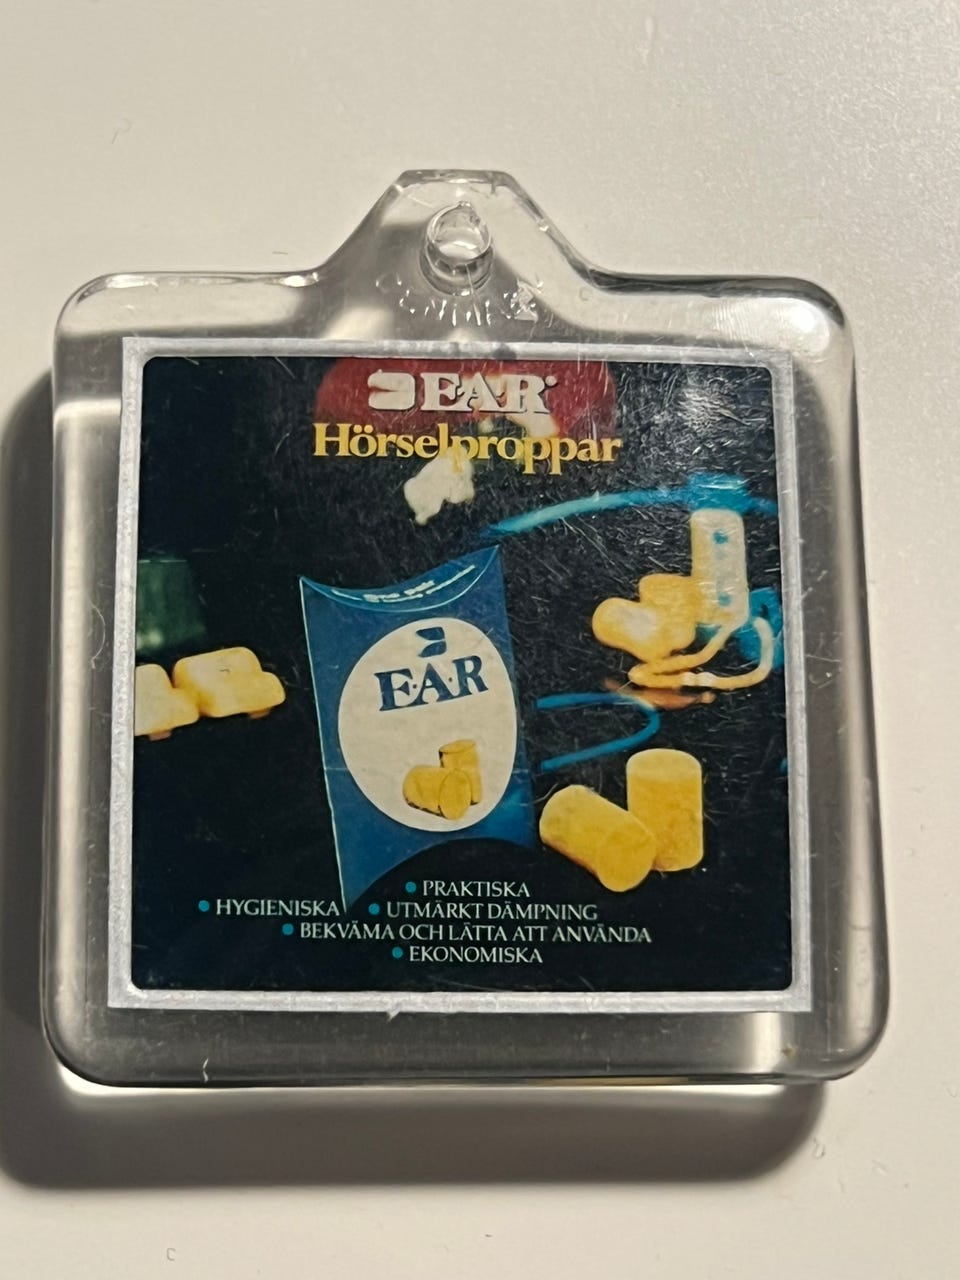 E·A·R®
Hörselproppar
E·A·R
• PRAKTISKA
• HYGIENISKA • UTMÄRKT DÄMPNING
• BEKVÄMA OCH LÄTTA ATT ANVÄNDA
• EKONOMISKA